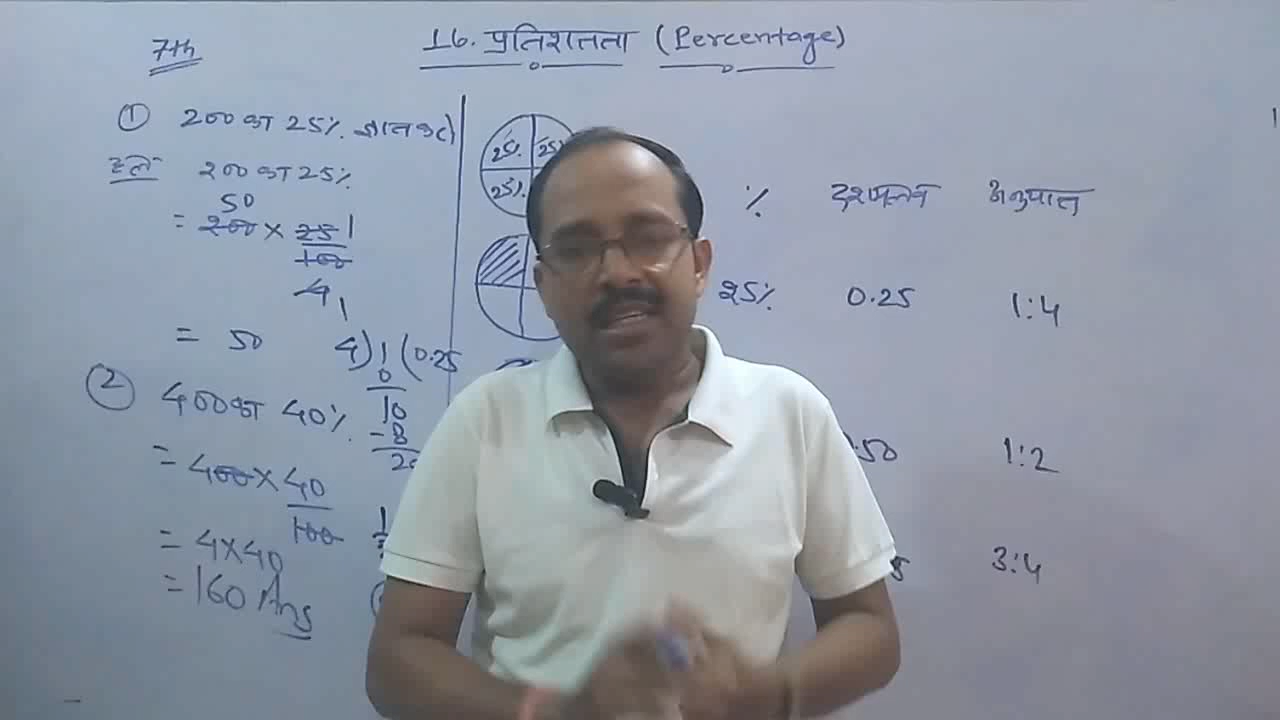 7th
16. प्रतिशतता (Percentage)
① 200 का 25% ज्ञात करो
हल 200 का 25%
50
= 200 × 25 1
100
4
= 50
4) 1 (0.25
0
10
-8
20
② 400 का 40%
= 400 × 40
100
= 4×40
= 160 Ans
25% 25%
25%
% दशमलव अनुपात
25% 0.25 1:4
.50 1:2
5 3:4